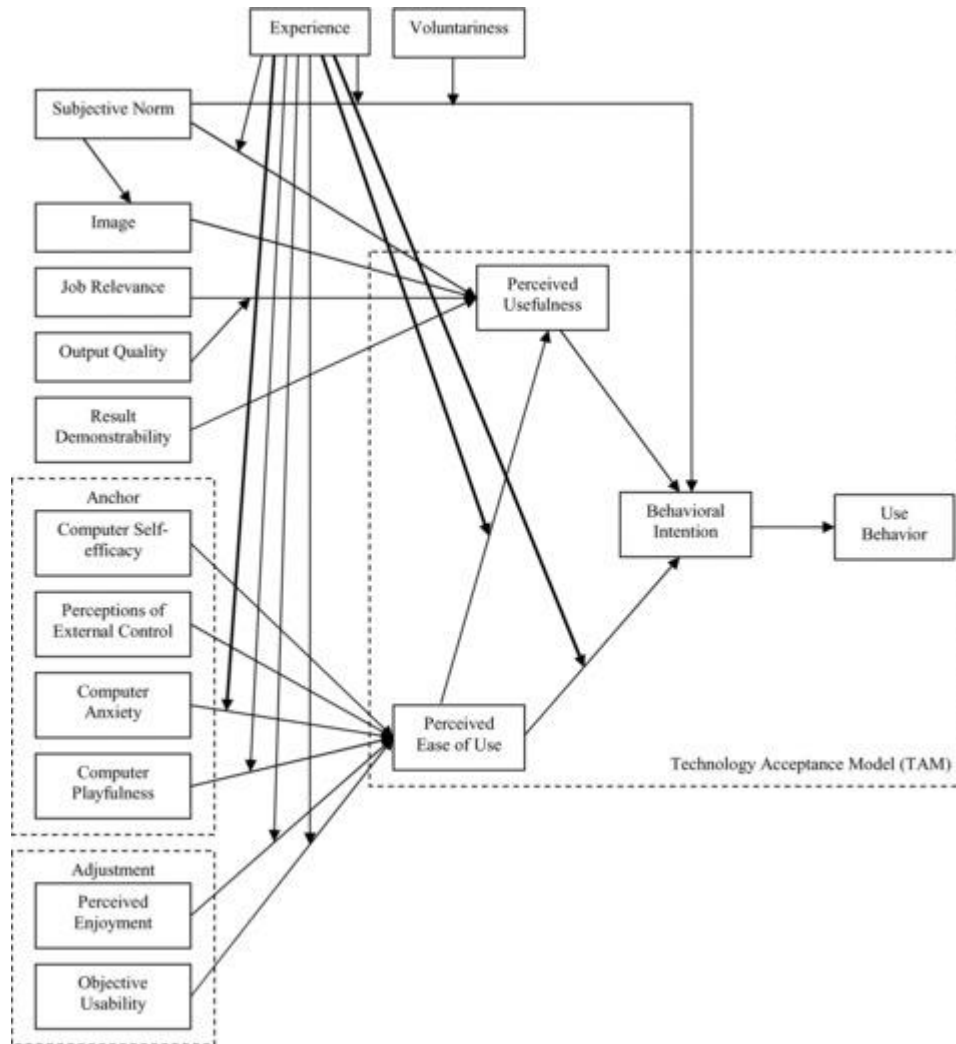 Experience
Voluntariness
Subjective Norm
Image
Job Relevance
Output Quality
Result
Demonstrability
Anchor
Computer Self-
efficacy
Perceptions of
External Control
Computer
Anxiety
Computer
Playfulness
Adjustment
Perceived
Enjoyment
Objective
Usability
Perceived
Usefulness
Perceived
Ease of Use
Behavioral
Intention
Use
Behavior
Technology Acceptance Model (TAM)